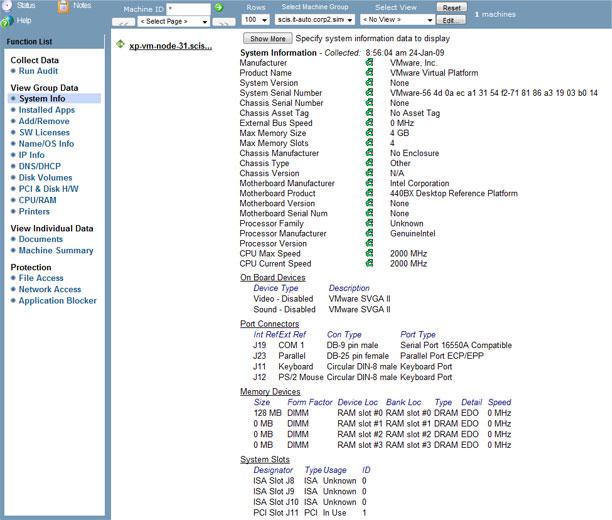 Status Notes
Machine ID *
<< < Select Page > >>
Rows Select Machine Group Select View Reset
100 scis.it-auto.corp2.sim < No View > Edit... 1 machines
Function List
Collect Data
Run Audit
View Group Data
System Info
Installed Apps
Add/Remove
SW Licenses
Name/OS Info
IP Info
DNS/DHCP
Disk Volumes
PCI & Disk H/W
CPU/RAM
Printers
View Individual Data
Documents
Machine Summary
Protection
File Access
Network Access
Application Blocker
xp-vm-node-31.scis...
Show More Specify system information data to display
System Information - Collected: 8:56:04 am 24-Jan-09
Manufacturer VMware, Inc.
Product Name VMware Virtual Platform
System Version None
System Serial Number VMware-56 4d 0a ec a1 31 54 f2-71 81 86 a3 19 03 b0 14
Chassis Serial Number None
Chassis Asset Tag No Asset Tag
External Bus Speed 0 MHz
Max Memory Size 4 GB
Max Memory Slots 4
Chassis Manufacturer No Enclosure
Chassis Type Other
Chassis Version N/A
Motherboard Manufacturer Intel Corporation
Motherboard Product 440BX Desktop Reference Platform
Motherboard Version None
Motherboard Serial Num None
Processor Family Unknown
Processor Manufacturer GenuineIntel
Processor Version
CPU Max Speed 2000 MHz
CPU Current Speed 2000 MHz
On Board Devices
Device Type Description
Video - Disabled VMware SVGA II
Sound - Disabled VMware SVGA II
Port Connectors
Int Ref Ext Ref Con Type Port Type
J19 COM 1 DB-9 pin male Serial Port 16550A Compatible
J23 Parallel DB-25 pin female Parallel Port ECP/EPP
J11 Keyboard Circular DIN-8 male Keyboard Port
J12 PS/2 Mouse Circular DIN-8 male Keyboard Port
Memory Devices
Size Form Factor Device Loc Bank Loc Type Detail Speed
128 MB DIMM RAM slot #0 RAM slot #0 DRAM EDO 0 MHz
0 MB DIMM RAM slot #1 RAM slot #1 DRAM EDO 0 MHz
0 MB DIMM RAM slot #2 RAM slot #2 DRAM EDO 0 MHz
0 MB DIMM RAM slot #3 RAM slot #3 DRAM EDO 0 MHz
System Slots
Designator Type Usage ID
ISA Slot J8 ISA Unknown 0
ISA Slot J9 ISA Unknown 0
ISA Slot J10 ISA Unknown 0
PCI Slot J11 PCI In Use 1